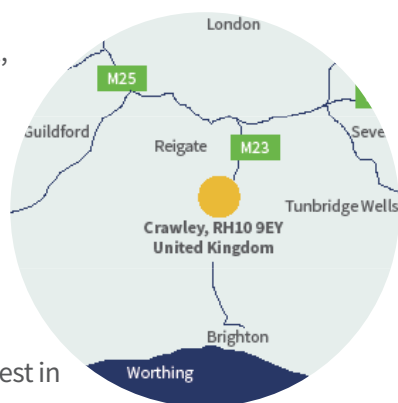 London
,
M25
Guildford
Reigate
M23
Seve
Tunbridge Wells
Crawley, RH10 9EY
United Kingdom
Brighton
Worthing
est in